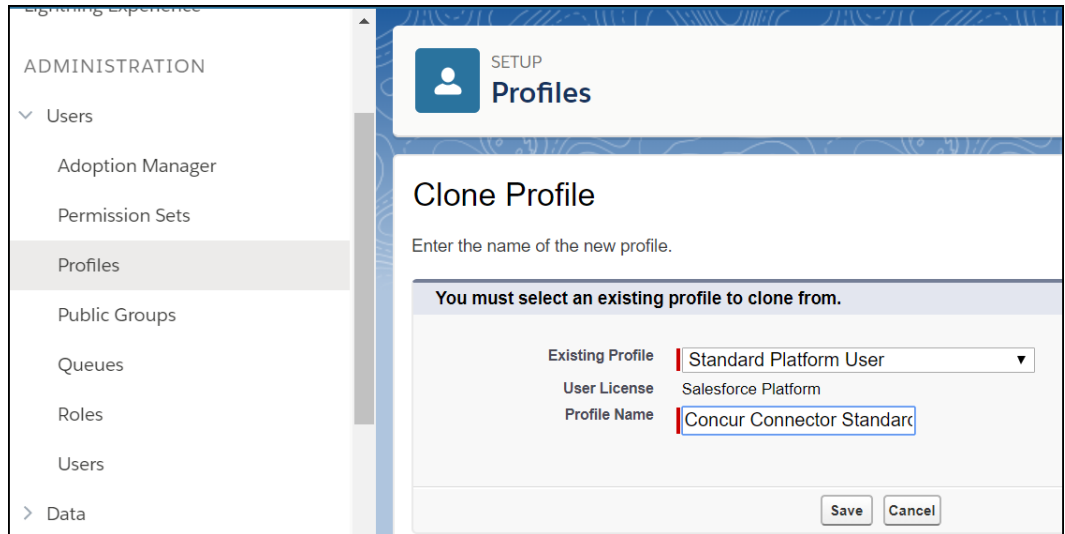 Lightning Experience
ADMINISTRATION
Users
Adoption Manager
Permission Sets
Profiles
Public Groups
Queues
Roles
Users
Data
SETUP
Profiles
Clone Profile
Enter the name of the new profile.
You must select an existing profile to clone from.
Existing Profile Standard Platform User
User License Salesforce Platform
Profile Name Concur Connector Standard
Save Cancel